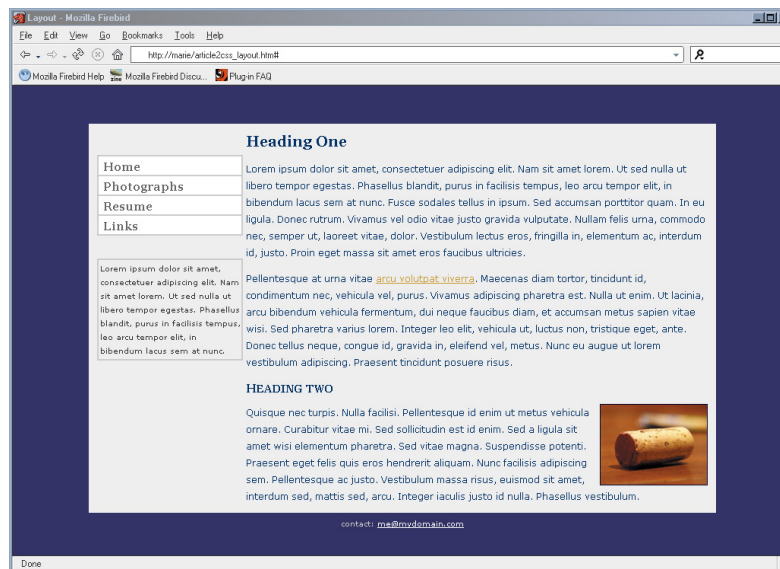 Layout - Mozilla Firebird
File Edit View Go Bookmarks Tools Help
http://marie/article2css_layout.htm#
Mozilla Firebird Help Mozilla Firebird Discu... Plug-in FAQ
Home
Photographs
Resume
Links
Lorem ipsum dolor sit amet,
consectetuer adipiscing elit. Nam
sit amet lorem. Ut sed nulla ut
libero tempor egestas. Phasellus
blandit, purus in facilisis tempus,
leo arcu tempor elit, in
bibendum lacus sem at nunc.
Heading One
Lorem ipsum dolor sit amet, consectetuer adipiscing elit. Nam sit amet lorem. Ut sed nulla ut
libero tempor egestas. Phasellus blandit, purus in facilisis tempus, leo arcu tempor elit, in
bibendum lacus sem at nunc. Fusce sodales tellus in ipsum. Sed accumsan porttitor quam. In eu
ligula. Donec rutrum. Vivamus vel odio vitae justo gravida vulputate. Nullam felis urna, commodo
nec, semper ut, laoreet vitae, dolor. Vestibulum lectus eros, fringilla in, elementum ac, interdum
id, justo. Proin eget massa sit amet eros faucibus ultricies.
Pellentesque at urna vitae arcu volutpat viverra. Maecenas diam tortor, tincidunt id,
condimentum nec, vehicula vel, purus. Vivamus adipiscing pharetra est. Nulla ut enim. Ut lacinia,
arcu bibendum vehicula fermentum, dui neque faucibus diam, et accumsan metus sapien vitae
wisi. Sed pharetra varius lorem. Integer leo elit, vehicula ut, luctus non, tristique eget, ante.
Donec tellus neque, congue id, gravida in, eleifend vel, metus. Nunc eu augue ut lorem
vestibulum adipiscing. Praesent tincidunt posuere risus.
HEADING TWO
Quisque nec turpis. Nulla facilisi. Pellentesque id enim ut metus vehicula
ornare. Curabitur vitae mi. Sed sollicitudin est id enim. Sed a ligula sit
amet wisi elementum pharetra. Sed vitae magna. Suspendisse potenti.
Praesent eget felis quis eros hendrerit aliquam. Nunc facilisis adipiscing
sem. Pellentesque ac justo. Vestibulum massa risus, euismod sit amet,
interdum sed, mattis sed, arcu. Integer iaculis justo id nulla. Phasellus vestibulum.
contact: me@mydomain.com
Done